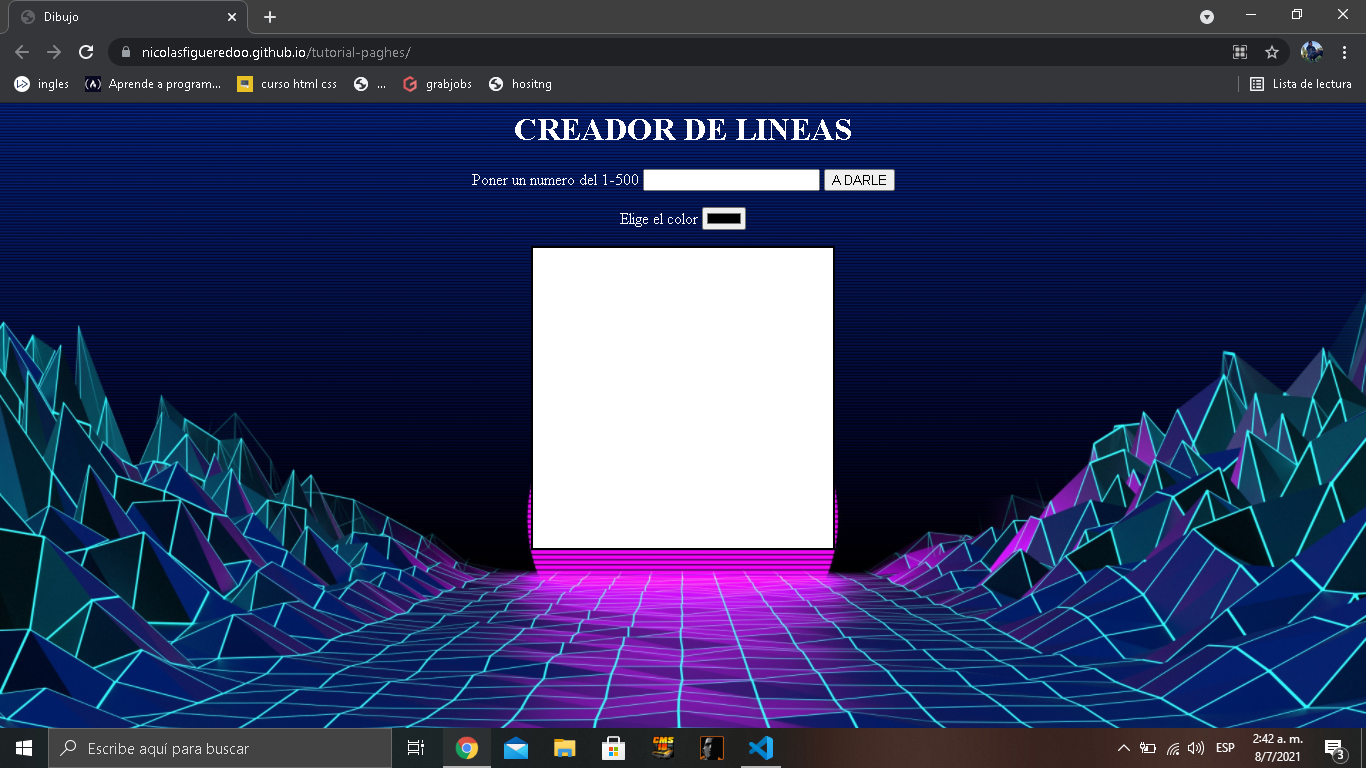 Dibujo
nicolasfigueredoo.github.io/tutorial-paghes/
ingles Aprende a program... curso html css ... grabjobs hositng Lista de lectura
CREADOR DE LINEAS
Poner un numero del 1-500 A DARLE
Elige el color
Escribe aquí para buscar
CMS
ESP
2:42 a. m.
8/7/2021
3